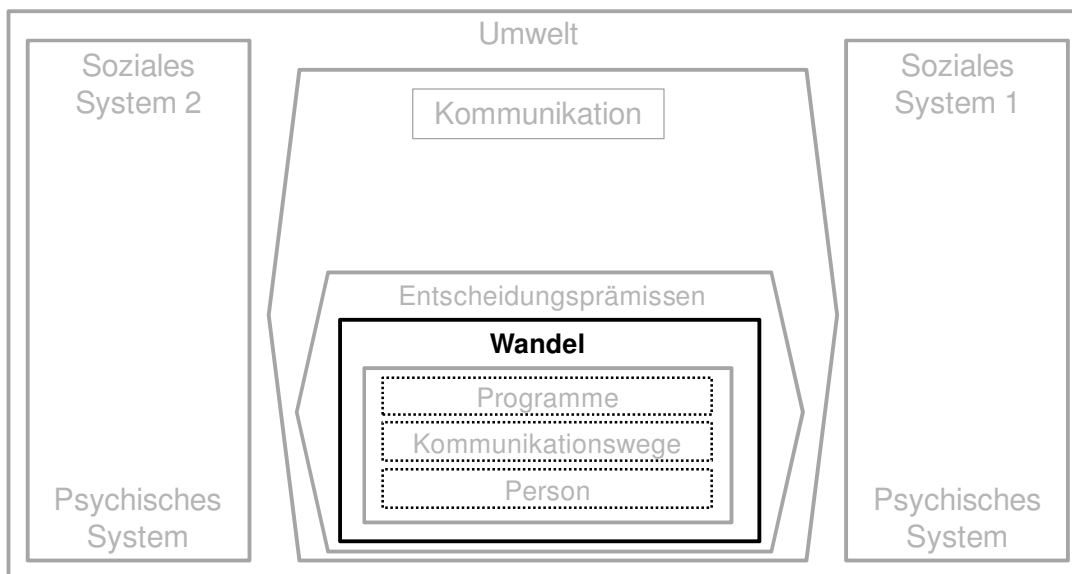 Umwelt
Soziales
System 2
Kommunikation
Soziales
System 1
Entscheidungsprämissen
Wandel
Programme
Kommunikationswege
Person
Psychisches
System
Psychisches
System